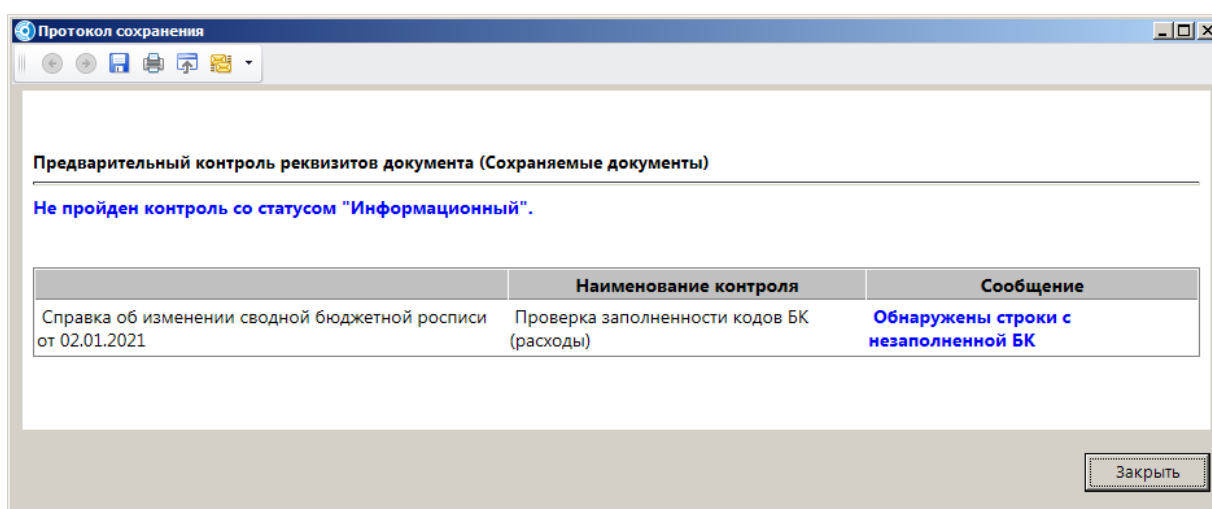 Протокол сохранения
Предварительный контроль реквизитов документа (Сохраняемые документы)
Не пройден контроль со статусом "Информационный".
Наименование контроля Сообщение
Справка об изменении сводной бюджетной росписи Проверка заполненности кодов БК Обнаружены строки с
от 02.01.2021 (расходы) незаполненной БК
Закрыть